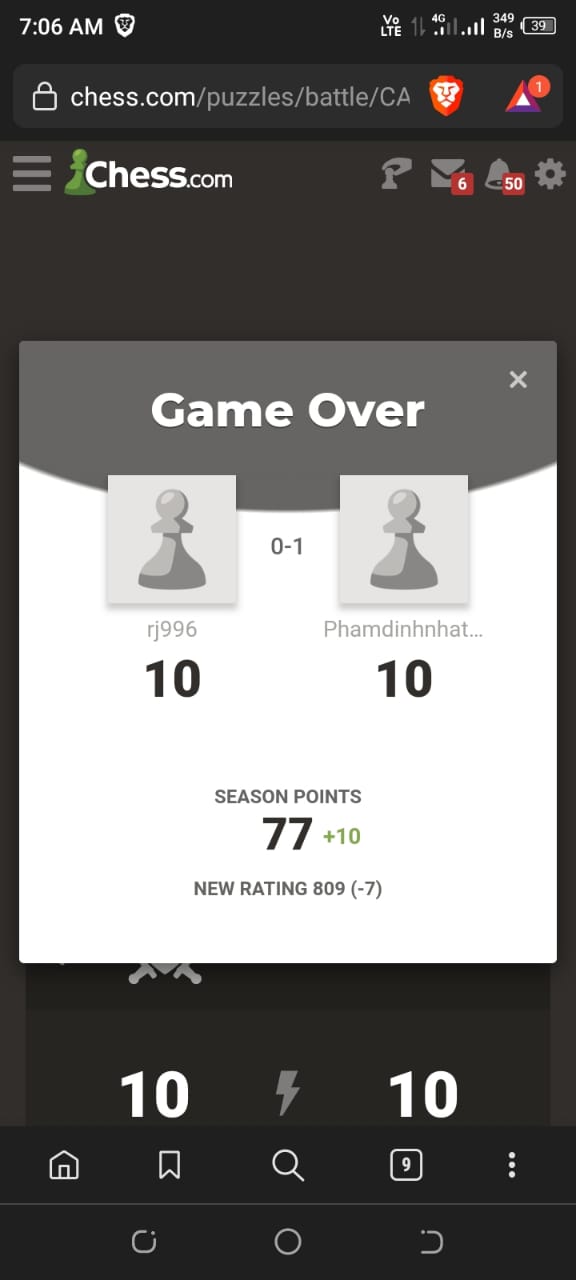 7:06 AM
Vo LTE 4G 349 B/s 39
chess.com/puzzles/battle/CA
1
Chess.com
6 50
Game Over
0-1
rj996 Phamdinhnhat...
10 10
SEASON POINTS
77 +10
NEW RATING 809 (-7)
10 10
9